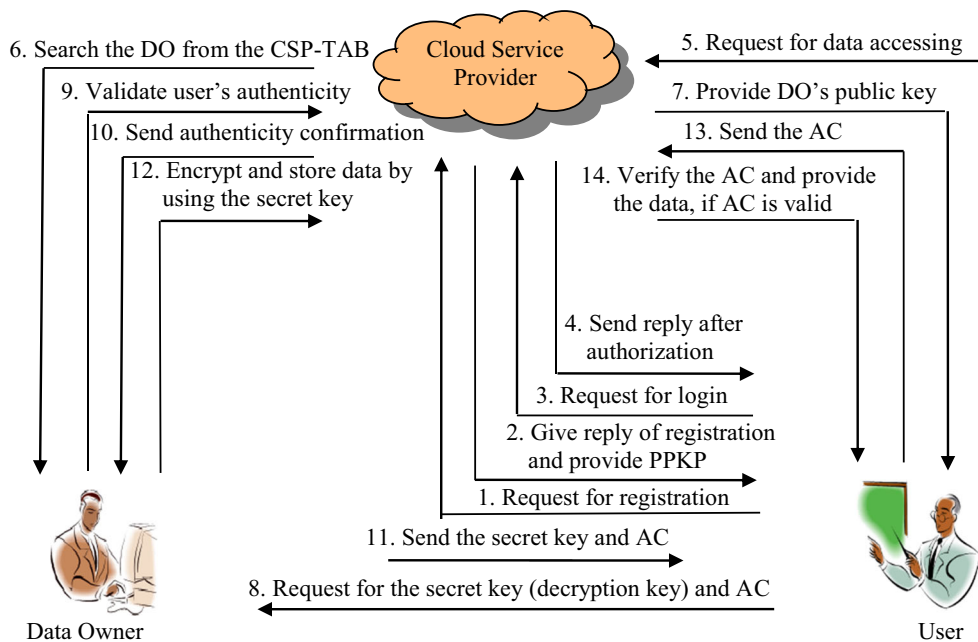 6. Search the DO from the CSP-TAB
9. Validate user's authenticity
10. Send authenticity confirmation
12. Encrypt and store data by
using the secret key
Cloud Service
Provider
5. Request for data accessing
7. Provide DO's public key
13. Send the AC
14. Verify the AC and provide
the data, if AC is valid
4. Send reply after
authorization
3. Request for login
2. Give reply of registration
and provide PPKP
1. Request for registration
11. Send the secret key and AC
8. Request for the secret key (decryption key) and AC
Data Owner
User